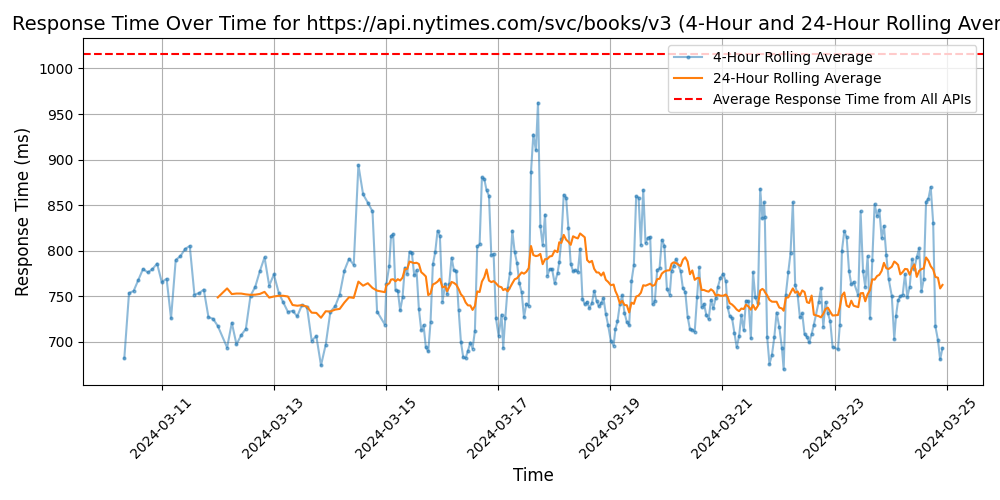 Response Time Over Time for https://api.nytimes.com/svc/books/v3 (4-Hour and 24-Hour Rolling Aver
4-Hour Rolling Average
24-Hour Rolling Average
Average Response Time from All APIs
Response Time (ms)
1000
950
900
850
800
750
700
2024-03-11
2024-03-13
2024-03-15
2024-03-17
2024-03-19
2024-03-21
2024-03-23
2024-03-25
Time